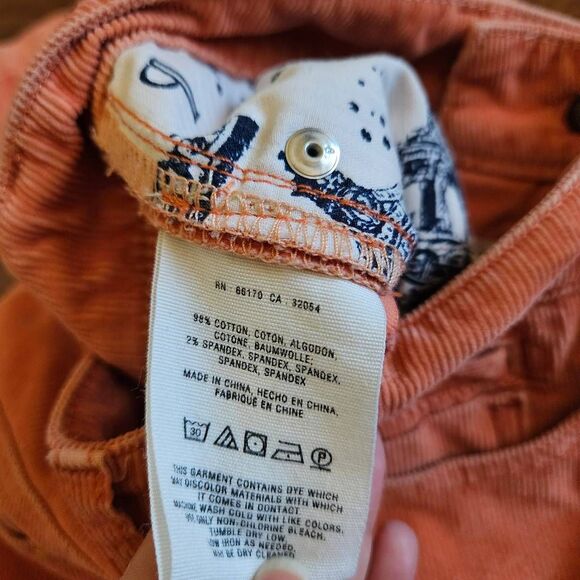 RN : 66170 CA : 32054
98% COTTON, COTON, ALGODON,
COTONE, BAUMWOLLE;
2% SPANDEX, SPANDEX, SPANDEX,
SPANDEX, SPANDEX
MADE IN CHINA, HECHO EN CHINA,
FABRIQUÉ EN CHINE
30
P
THIS GARMENT CONTAINS DYE WHICH
MAY DISCOLOR MATERIALS WITH WHICH
IT COMES IN CONTACT
MACHINE WASH COLD WITH LIKE COLORS,
ONLY NON-CHLORINE BLEACH,
TUMBLE DRY LOW,
LOW IRON AS NEEDED,
MAY BE DRY CLEANED